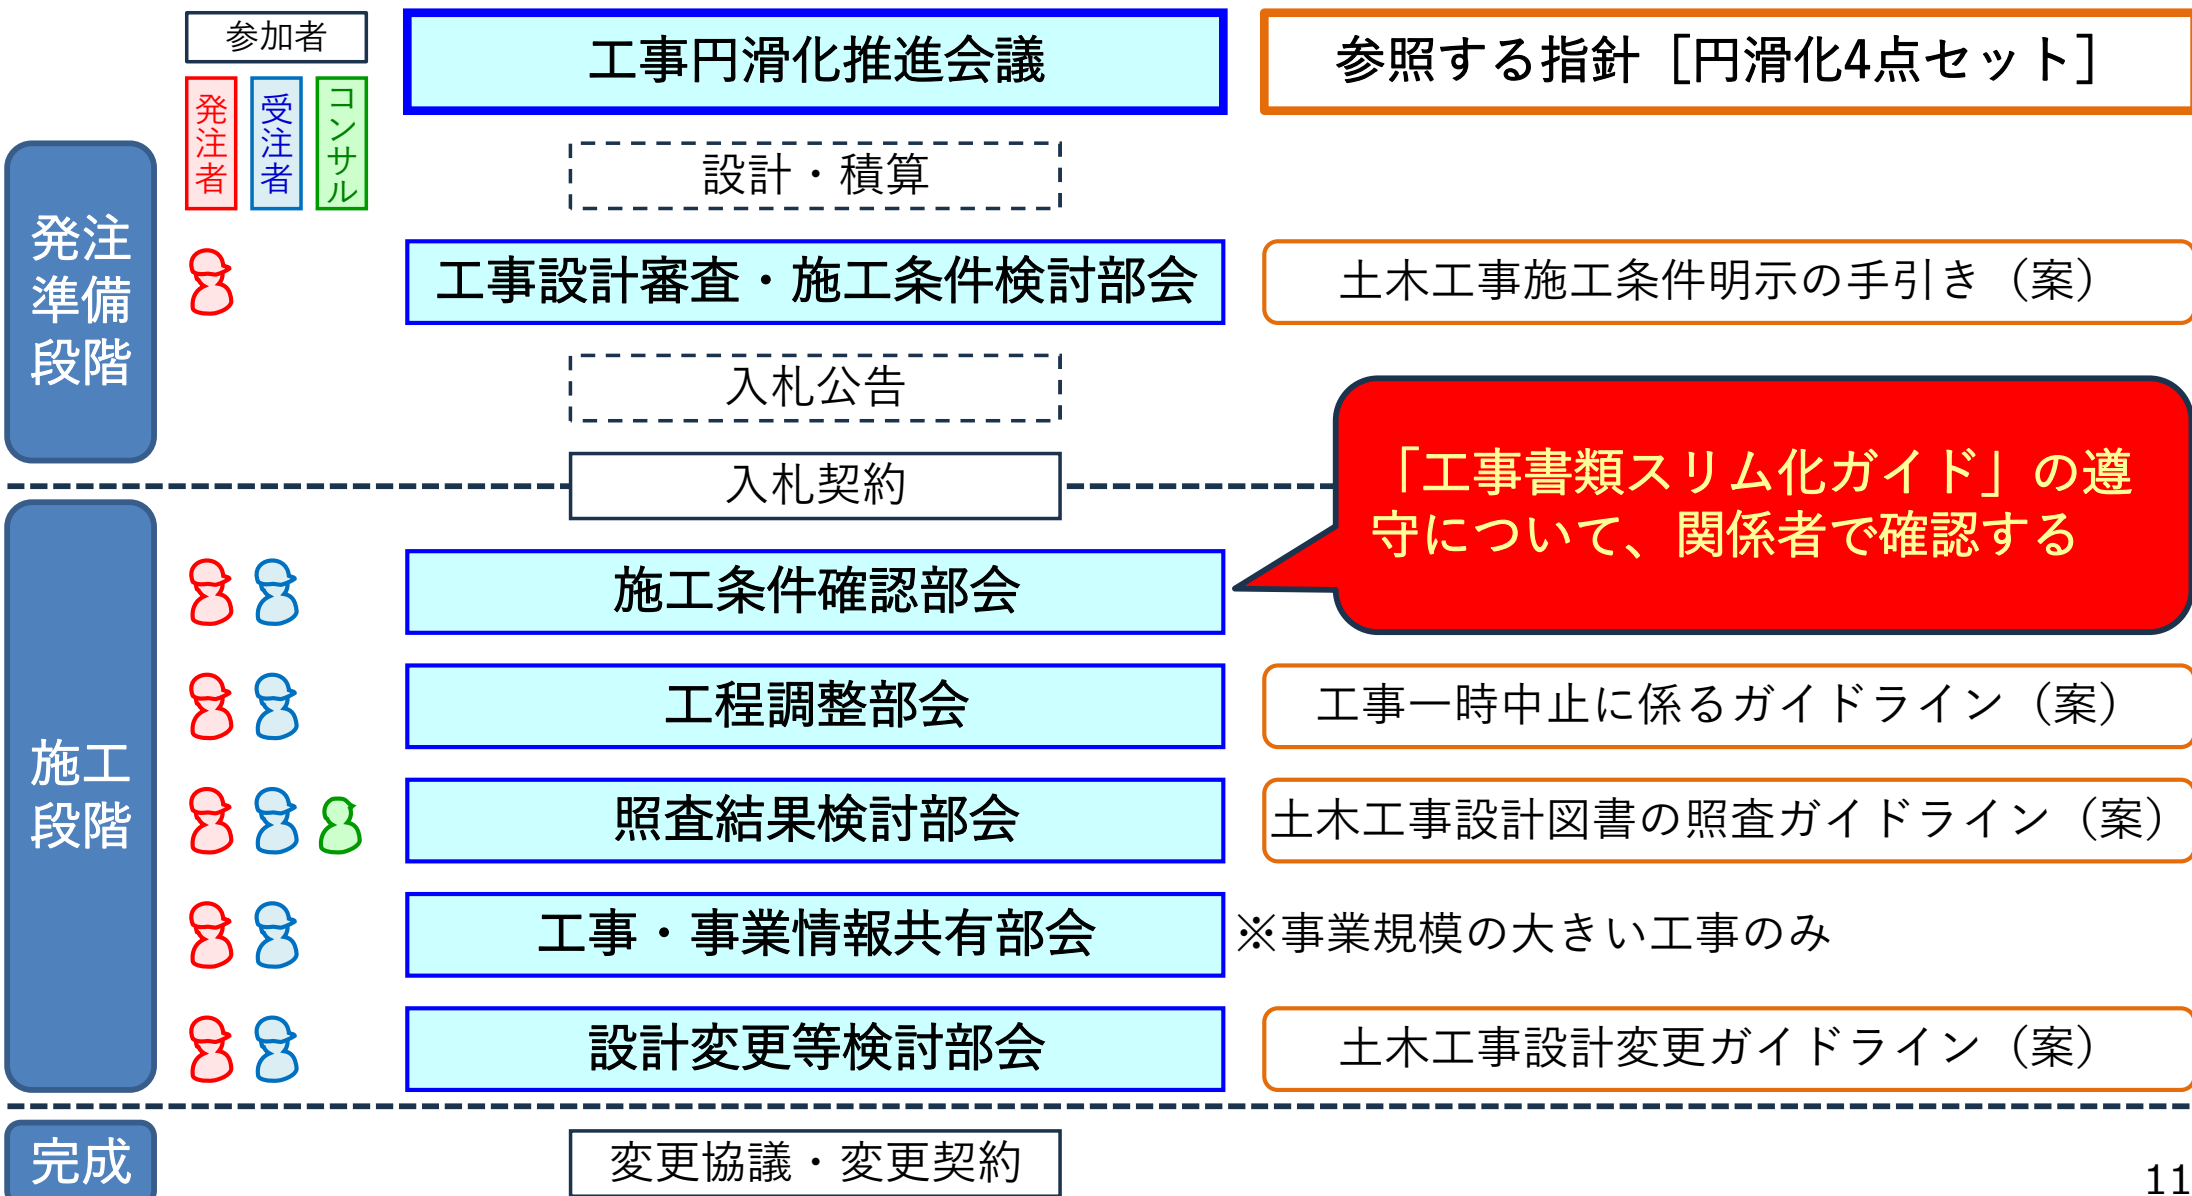 参加者
工事円滑化推進会議
参照する指針［円滑化4点セット］
発注者
受注者
コンサル
設計・積算
発注
準備
段階
工事設計審査・施工条件検討部会
土木工事施工条件明示の手引き（案）
入札公告
入札契約
「工事書類スリム化ガイド」の遵
守について、関係者で確認する
施工
段階
施工条件確認部会
工程調整部会
工事一時中止に係るガイドライン（案）
照査結果検討部会
土木工事設計図書の照査ガイドライン（案）
工事・事業情報共有部会
※事業規模の大きい工事のみ
設計変更等検討部会
土木工事設計変更ガイドライン（案）
完成
変更協議・変更契約
11